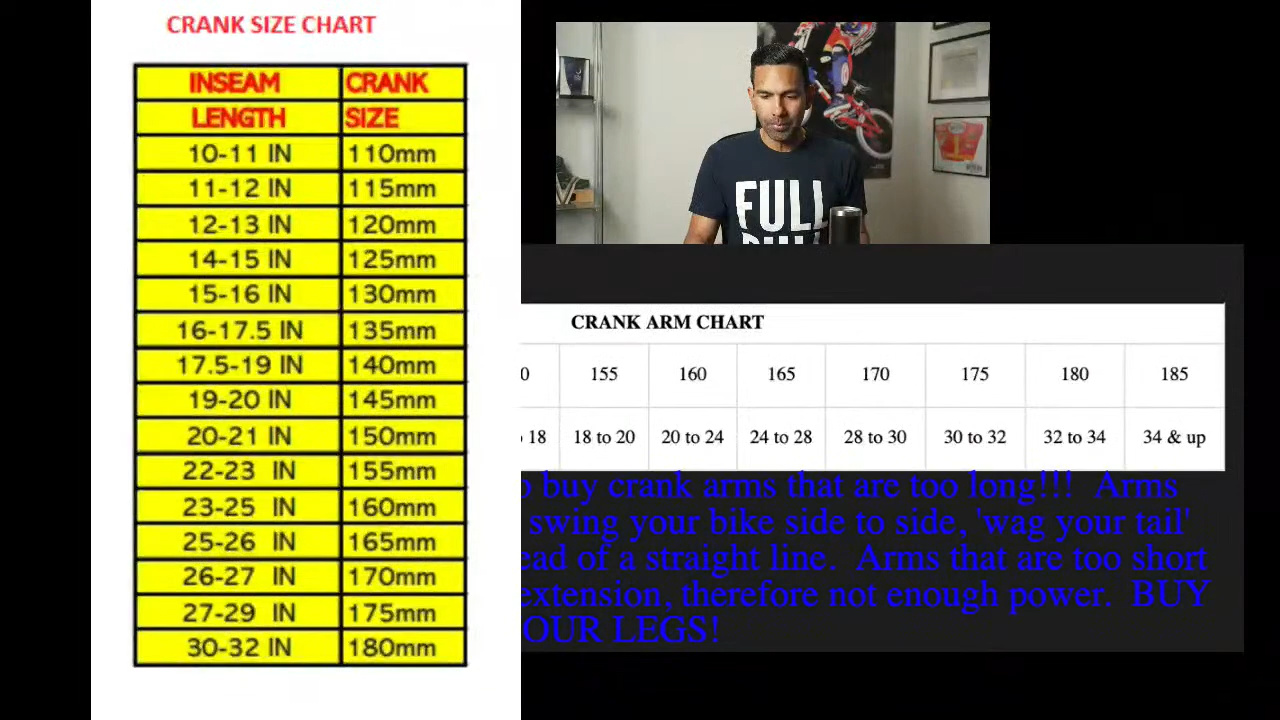 CRANK SIZE CHART
INSEAM CRANK
LENGTH SIZE
10-11 IN 110mm
11-12 IN 115mm
12-13 IN 120mm
14-15 IN 125mm
15-16 IN 130mm
16-17.5 IN 135mm
17.5-19 IN 140mm
19-20 IN 145mm
20-21 IN 150mm
22-23 IN 155mm
23-25 IN 160mm
25-26 IN 165mm
26-27 IN 170mm
27-29 IN 175mm
30-32 IN 180mm
FULL
CRANK ARM CHART
0 155 160 165 170 175 180 185
18 18 to 20 20 to 24 24 to 28 28 to 30 30 to 32 32 to 34 34 & up
buy crank arms that are too long!!! Arms
swing your bike side to side, 'wag your tail'
of a straight line. Arms that are too short
extension, therefore not enough power. BUY
OUR LEGS!